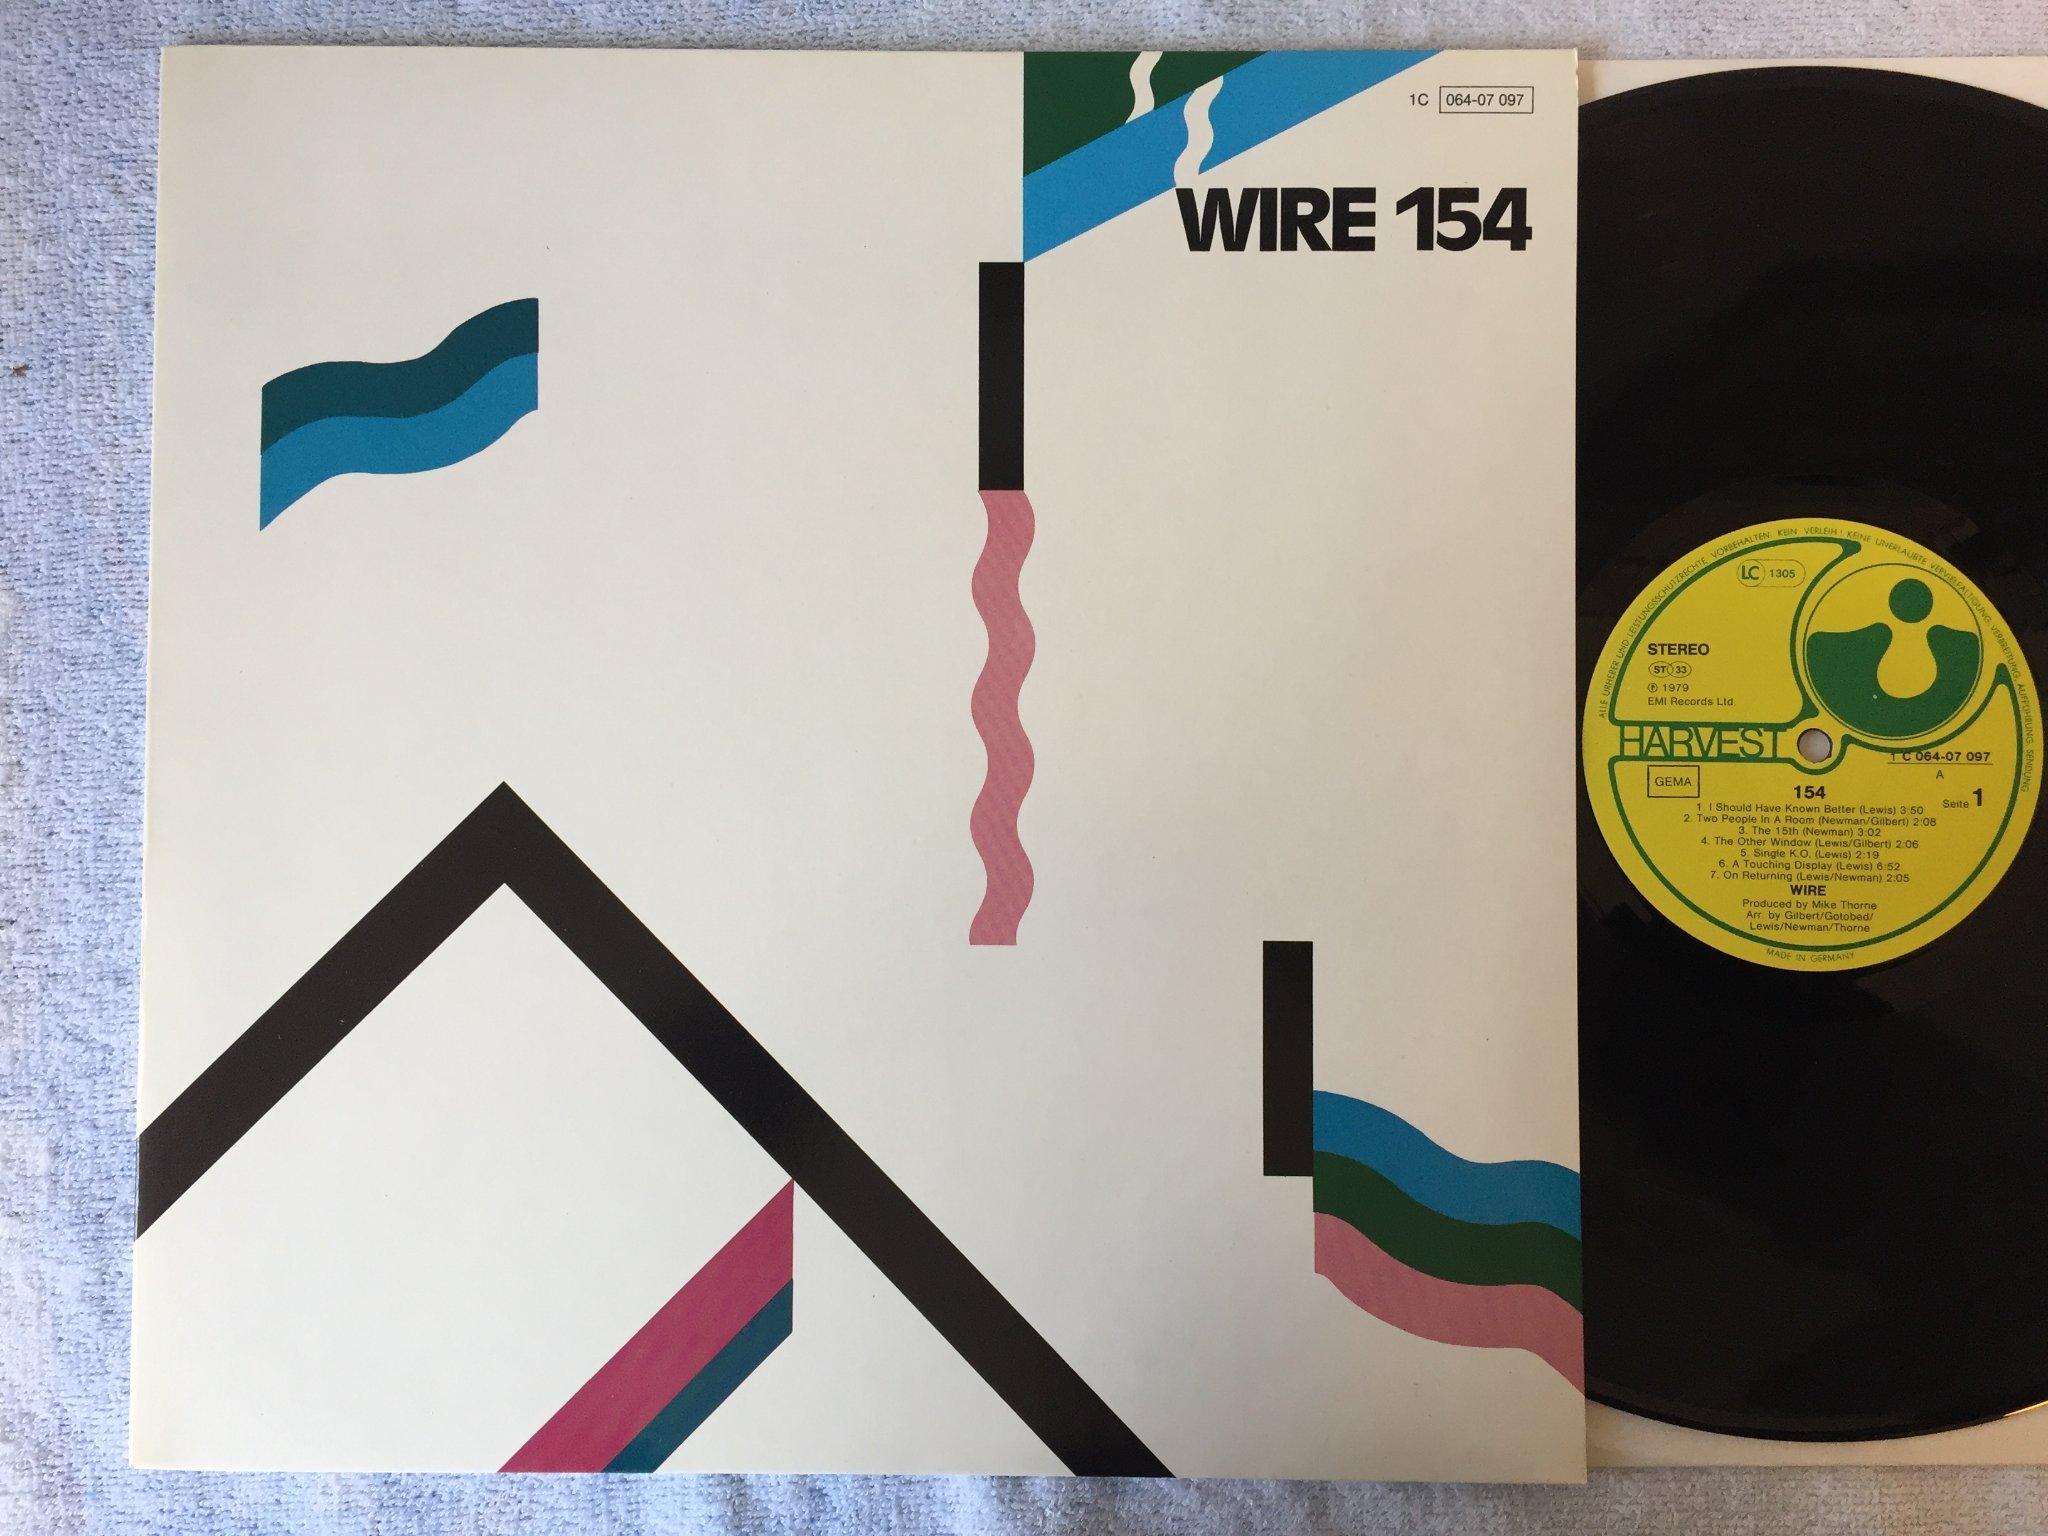 1C 064-07 097
WIRE 154
ALLE URHEBER UND LEISTUNGSSCHUTZRECHTE VORBEHALTEN. KEIN VERLEIH! KEINE UNERLAUBTE VERVIELFÄLTIGUNG, VERBREITUNG, AUFFÜHRUNG, SENDUNG
LC 1305
STEREO
ST 33
℗ 1979
EMI Records Ltd.
HARVEST
1 C 064-07 097
GEMA
A
154
Seite 1
1. I Should Have Known Better (Lewis) 3:50
2. Two People In A Room (Newman/Gilbert) 2:08
3. The 15th (Newman) 3:02
4. The Other Window (Lewis/Gilbert) 2:06
5. Single K.O. (Lewis) 2:19
6. A Touching Display (Lewis) 6:52
7. On Returning (Lewis/Newman) 2:05
WIRE
Produced by Mike Thorne
Arr. by Gilbert/Gotobed/
Lewis/Newman/Thorne
MADE IN GERMANY